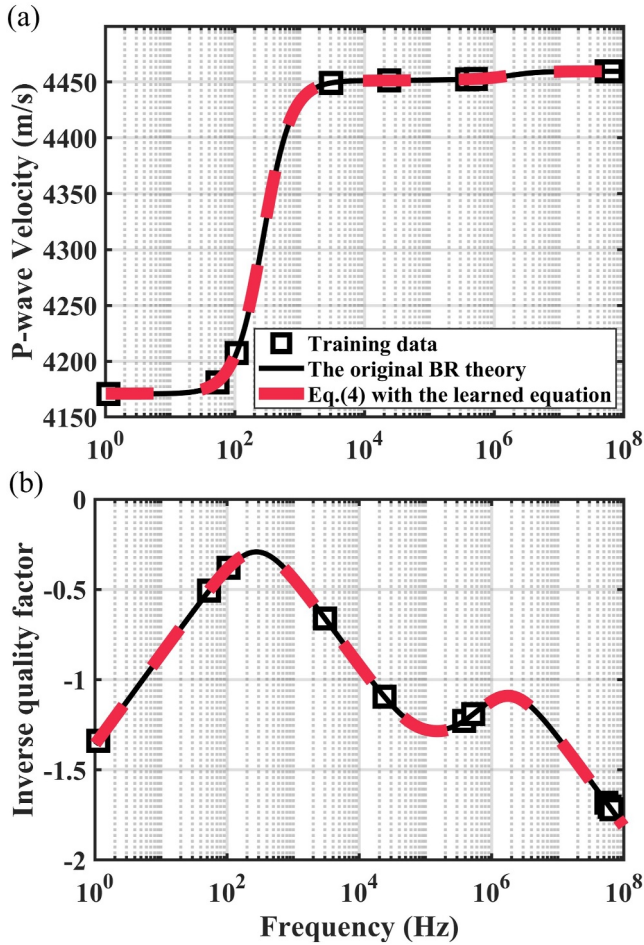 (a)
P-wave Velocity (m/s)
4450
4400
4350
4300
4250
4200
4150
Training data
The original BR theory
Eq.(4) with the learned equation
10^0
10^2
10^4
10^6
10^8
(b)
Inverse quality factor
0
-0.5
-1
-1.5
-2
10^0
10^2
10^4
10^6
10^8
Frequency (Hz)